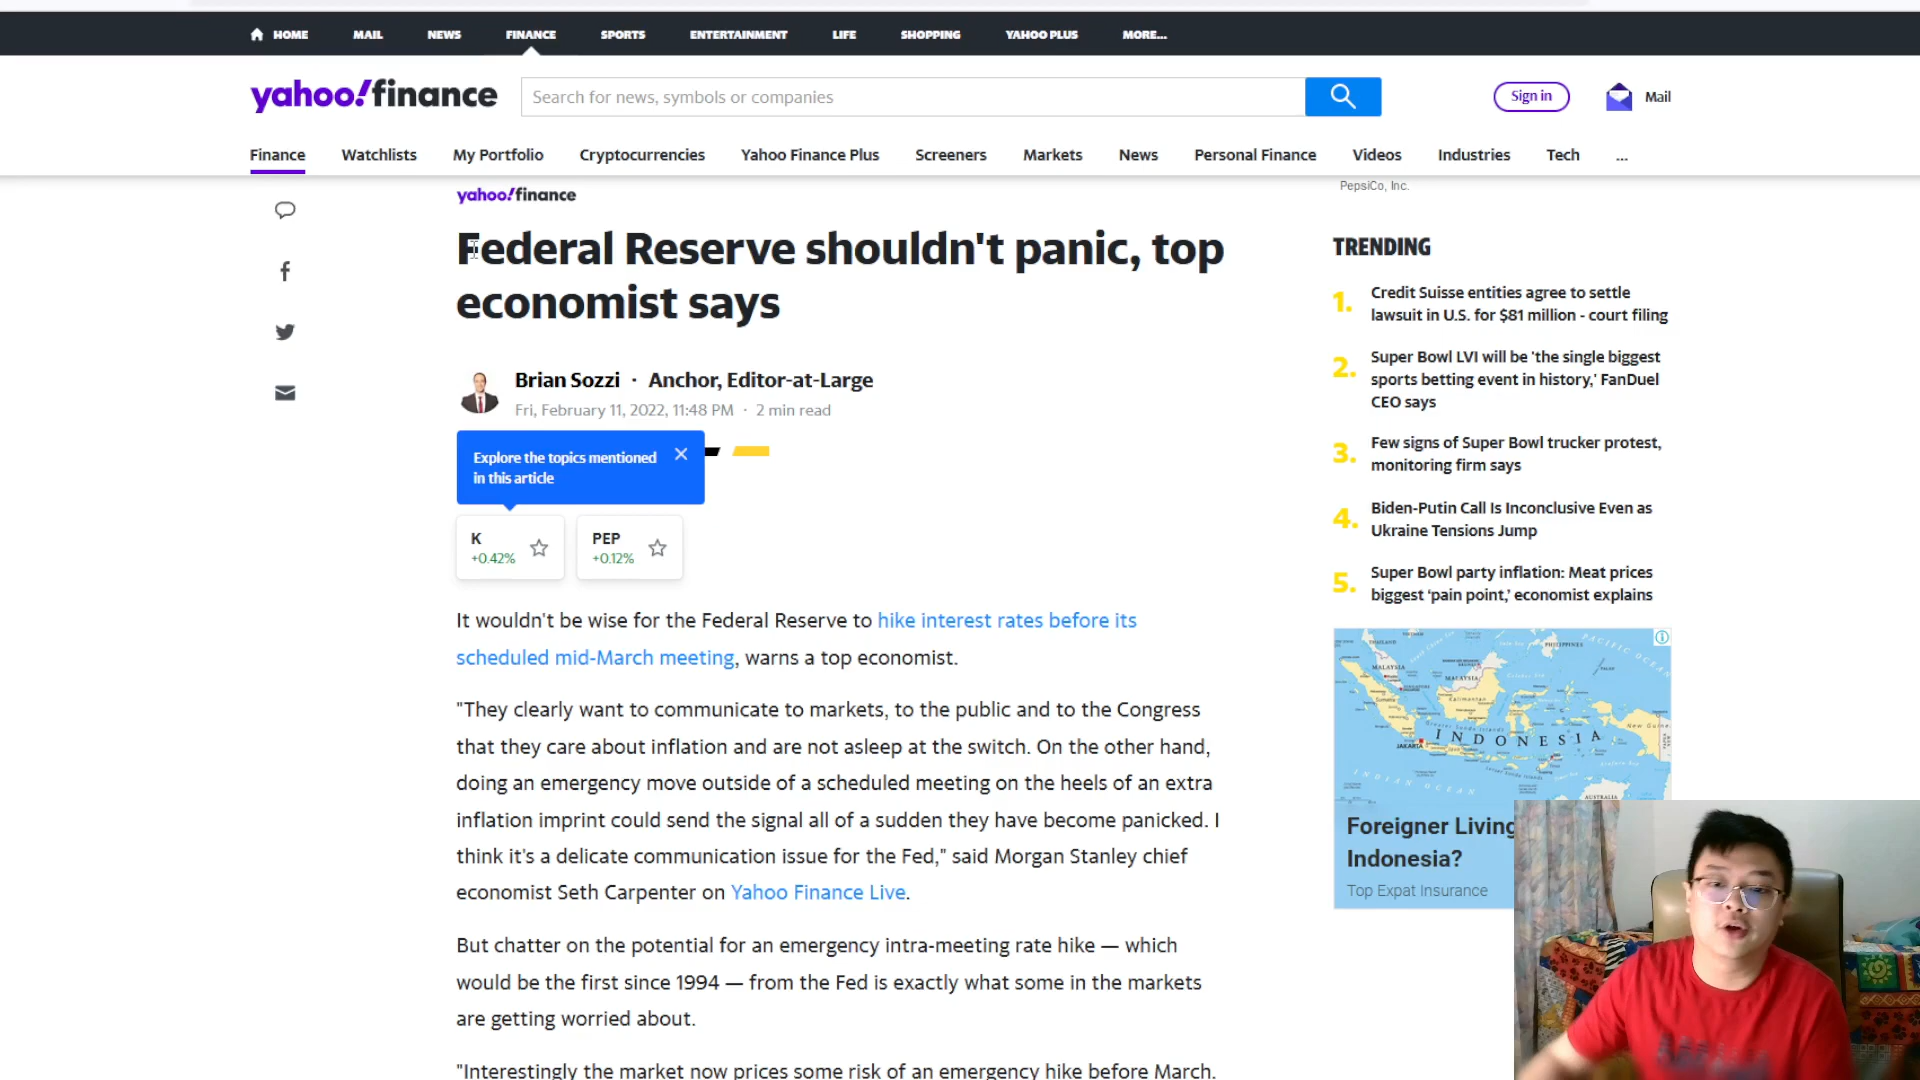 HOME MAIL NEWS FINANCE SPORTS ENTERTAINMENT LIFE SHOPPING YAHOO PLUS MORE...
yahoo!finance
Search for news, symbols or companies
Sign in
Mail
Finance Watchlists My Portfolio Cryptocurrencies Yahoo Finance Plus Screeners Markets News Personal Finance Videos Industries Tech ...
yahoo!finance
Federal Reserve shouldn't panic, top
economist says
Brian Sozzi · Anchor, Editor-at-Large
Fri, February 11, 2022, 11:48 PM · 2 min read
Explore the topics mentioned
in this article
K
+0.42%
PEP
+0.12%
It wouldn't be wise for the Federal Reserve to hike interest rates before its
scheduled mid-March meeting, warns a top economist.
"They clearly want to communicate to markets, to the public and to the Congress
that they care about inflation and are not asleep at the switch. On the other hand,
doing an emergency move outside of a scheduled meeting on the heels of an extra
inflation imprint could send the signal all of a sudden they have become panicked. I
think it's a delicate communication issue for the Fed," said Morgan Stanley chief
economist Seth Carpenter on Yahoo Finance Live.
But chatter on the potential for an emergency intra-meeting rate hike — which
would be the first since 1994 — from the Fed is exactly what some in the markets
are getting worried about.
"Interestingly the market now prices some risk of an emergency hike before March.
PepsiCo, Inc.
TRENDING
1. Credit Suisse entities agree to settle
lawsuit in U.S. for $81 million - court filing
2. Super Bowl LVI will be 'the single biggest
sports betting event in history,' FanDuel
CEO says
3. Few signs of Super Bowl trucker protest,
monitoring firm says
4. Biden-Putin Call Is Inconclusive Even as
Ukraine Tensions Jump
5. Super Bowl party inflation: Meat prices
biggest 'pain point,' economist explains
THAILAND
PHILIPPINES
PACIFIC OCEAN
MALAYSIA
MALAYSIA
INDONESIA
JAKARTA
INDIAN OCEAN
AUSTRALIA
Foreigner Living
Indonesia?
Top Expat Insurance